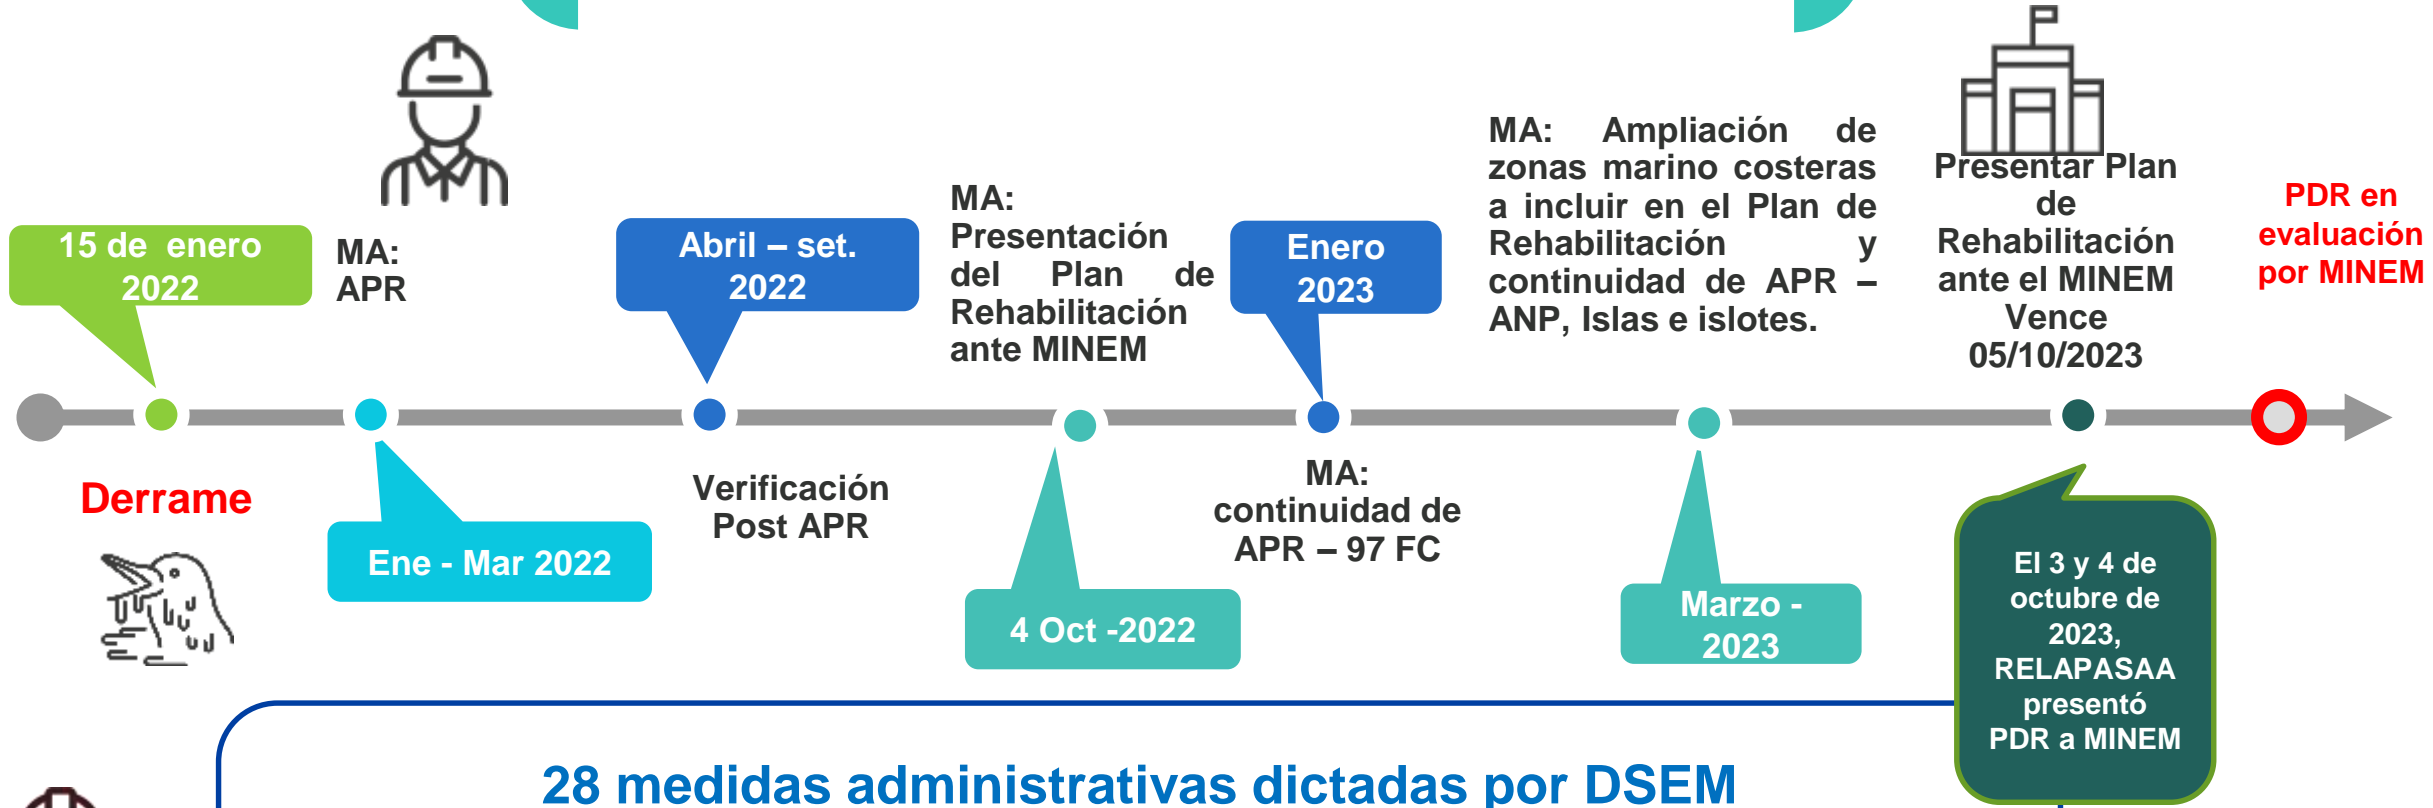 15 de enero
2022
MA:
APR
Abril – set.
2022
MA:
Presentación
del Plan de
Rehabilitación
ante MINEM
Enero
2023
MA: Ampliación de
zonas marino costeras
a incluir en el Plan de
Rehabilitación y
continuidad de APR –
ANP, Islas e islotes.
Presentar Plan
de
Rehabilitación
ante el MINEM
Vence
05/10/2023
PDR en
evaluación
por MINEM
Derrame
Ene - Mar 2022
Verificación
Post APR
4 Oct -2022
MA:
continuidad de
APR – 97 FC
Marzo -
2023
El 3 y 4 de
octubre de
2023,
RELAPASAA
presentó
PDR a MINEM
28 medidas administrativas dictadas por DSEM